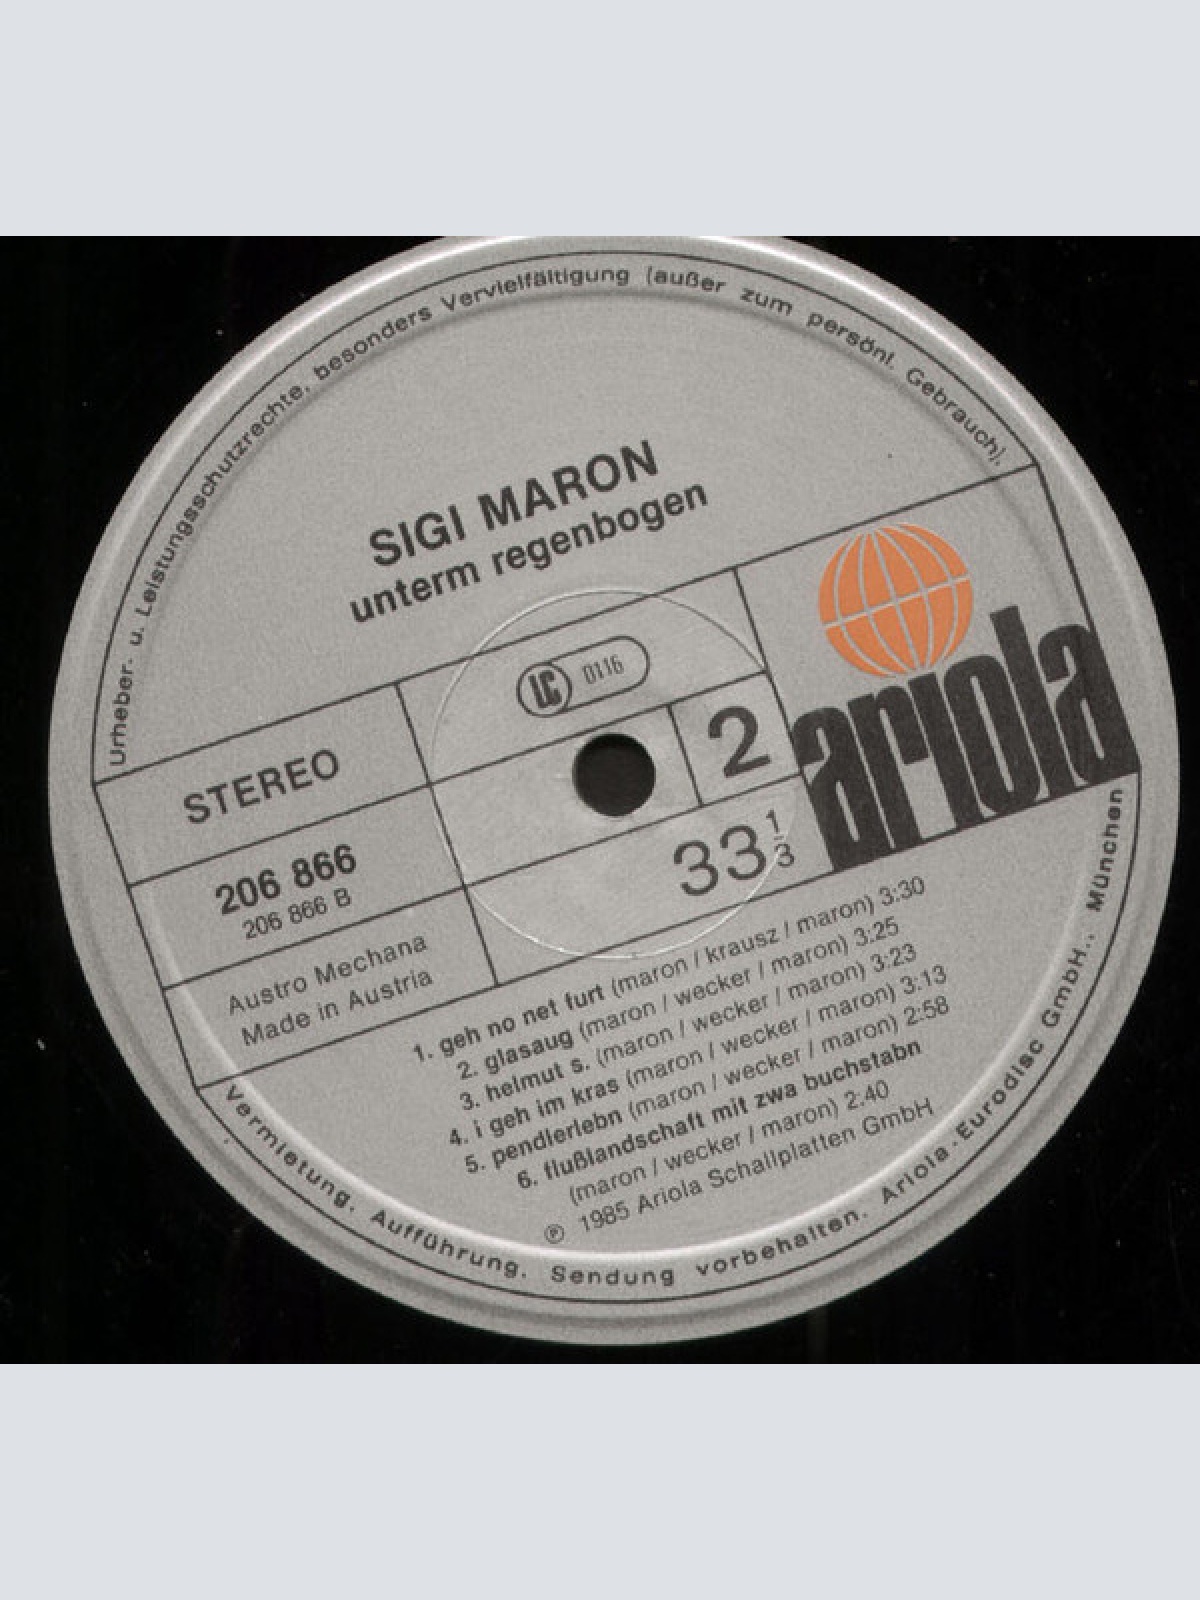 Urheber. u. Leistungsschutzrechte, besonders Vervielfältigung (außer zum persönl. Gebrauch).
SIGI MARON
unterm regenbogen
LC 0116
ariola
STEREO
2
206 866
206 866 B
33 1/3
Austro Mechana
Made in Austria
1. geh no net furt (maron / krausz / maron) 3:30
2. glasaug (maron / wecker / maron) 3:25
3. helmut s. (maron / wecker / maron) 3:23
4. i geh im kras (maron / wecker / maron) 3:13
5. pendlerlebn (maron / wecker / maron) 2:58
6. flußlandschaft mit zwa buchstabn
(maron / wecker / maron) 2:40
℗ 1985 Ariola Schallplatten GmbH
Vermietung, Aufführung, Sendung vorbehalten. Ariola-Eurodisc GmbH., München